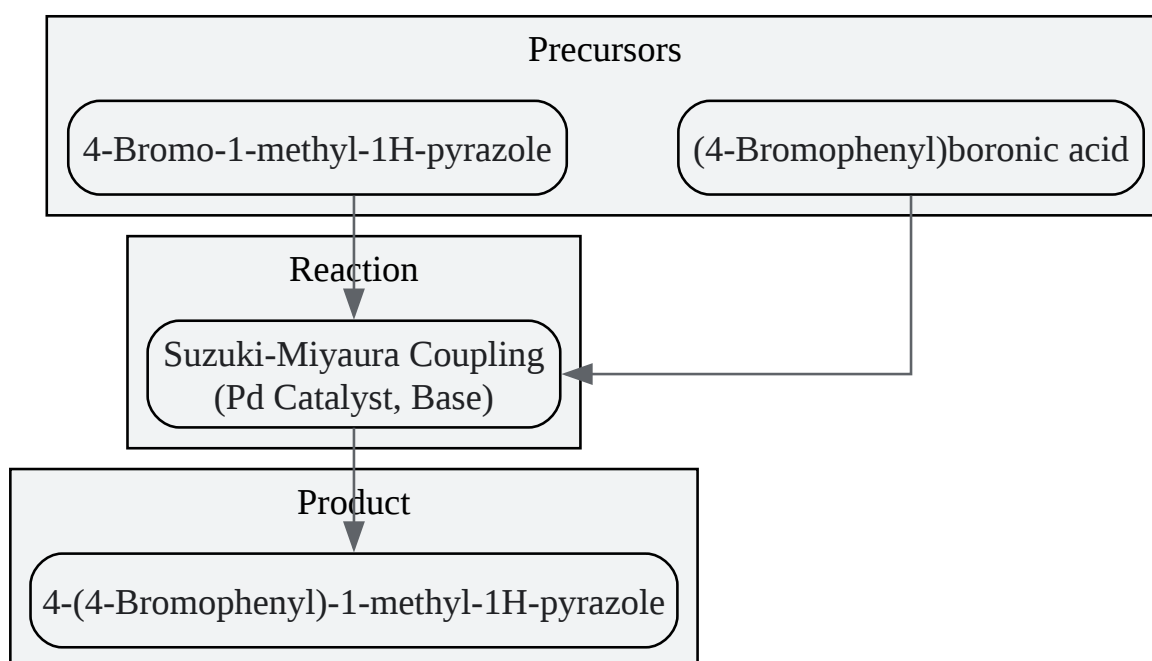 Precursors
4-Bromo-1-methyl-1H-pyrazole
(4-Bromophenyl)boronic acid
Reaction
Suzuki-Miyaura Coupling
(Pd Catalyst, Base)
Product
4-(4-Bromophenyl)-1-methyl-1H-pyrazole